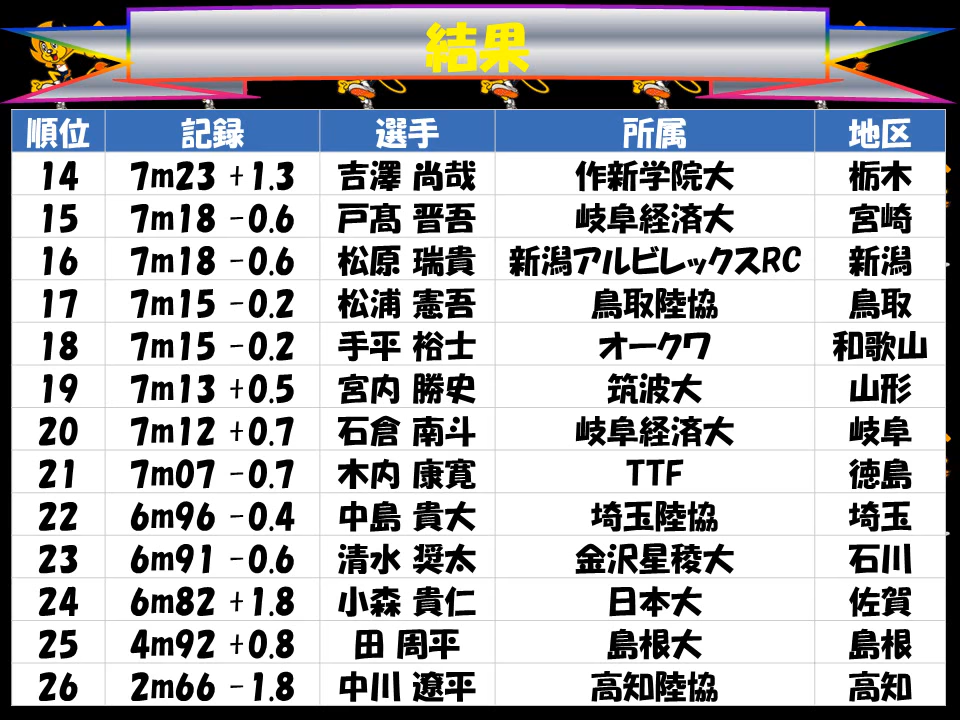 結果
順位 記録 選手 所属 地区
14 7m23 +1.3 吉澤 尚哉 作新学院大 栃木
15 7m18 -0.6 戸髙 晋吾 岐阜経済大 宮崎
16 7m18 -0.6 松原 瑞貴 新潟アルビレックスRC 新潟
17 7m15 -0.2 松浦 憲吾 鳥取陸協 鳥取
18 7m15 -0.2 手平 裕士 オークワ 和歌山
19 7m13 +0.5 宮内 勝史 筑波大 山形
20 7m12 +0.7 石倉 南斗 岐阜経済大 岐阜
21 7m07 -0.7 木内 康寛 TTF 徳島
22 6m96 -0.4 中島 貴大 埼玉陸協 埼玉
23 6m91 -0.6 清水 奨太 金沢星稜大 石川
24 6m82 +1.8 小森 貴仁 日本大 佐賀
25 4m92 +0.8 田 周平 島根大 島根
26 2m66 -1.8 中川 遼平 高知陸協 高知